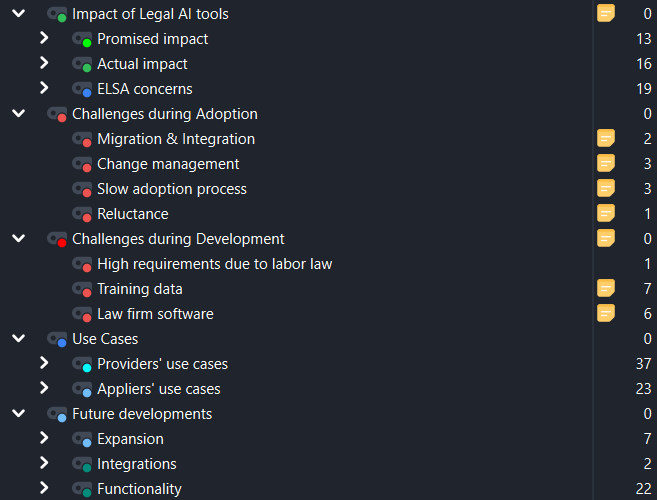 Impact of Legal AI tools 0
Promised impact 13
Actual impact 16
ELSA concerns 19
Challenges during Adoption 0
Migration & Integration 2
Change management 3
Slow adoption process 3
Reluctance 1
Challenges during Development 0
High requirements due to labor law 1
Training data 7
Law firm software 6
Use Cases 0
Providers' use cases 37
Appliers' use cases 23
Future developments 0
Expansion 7
Integrations 2
Functionality 22